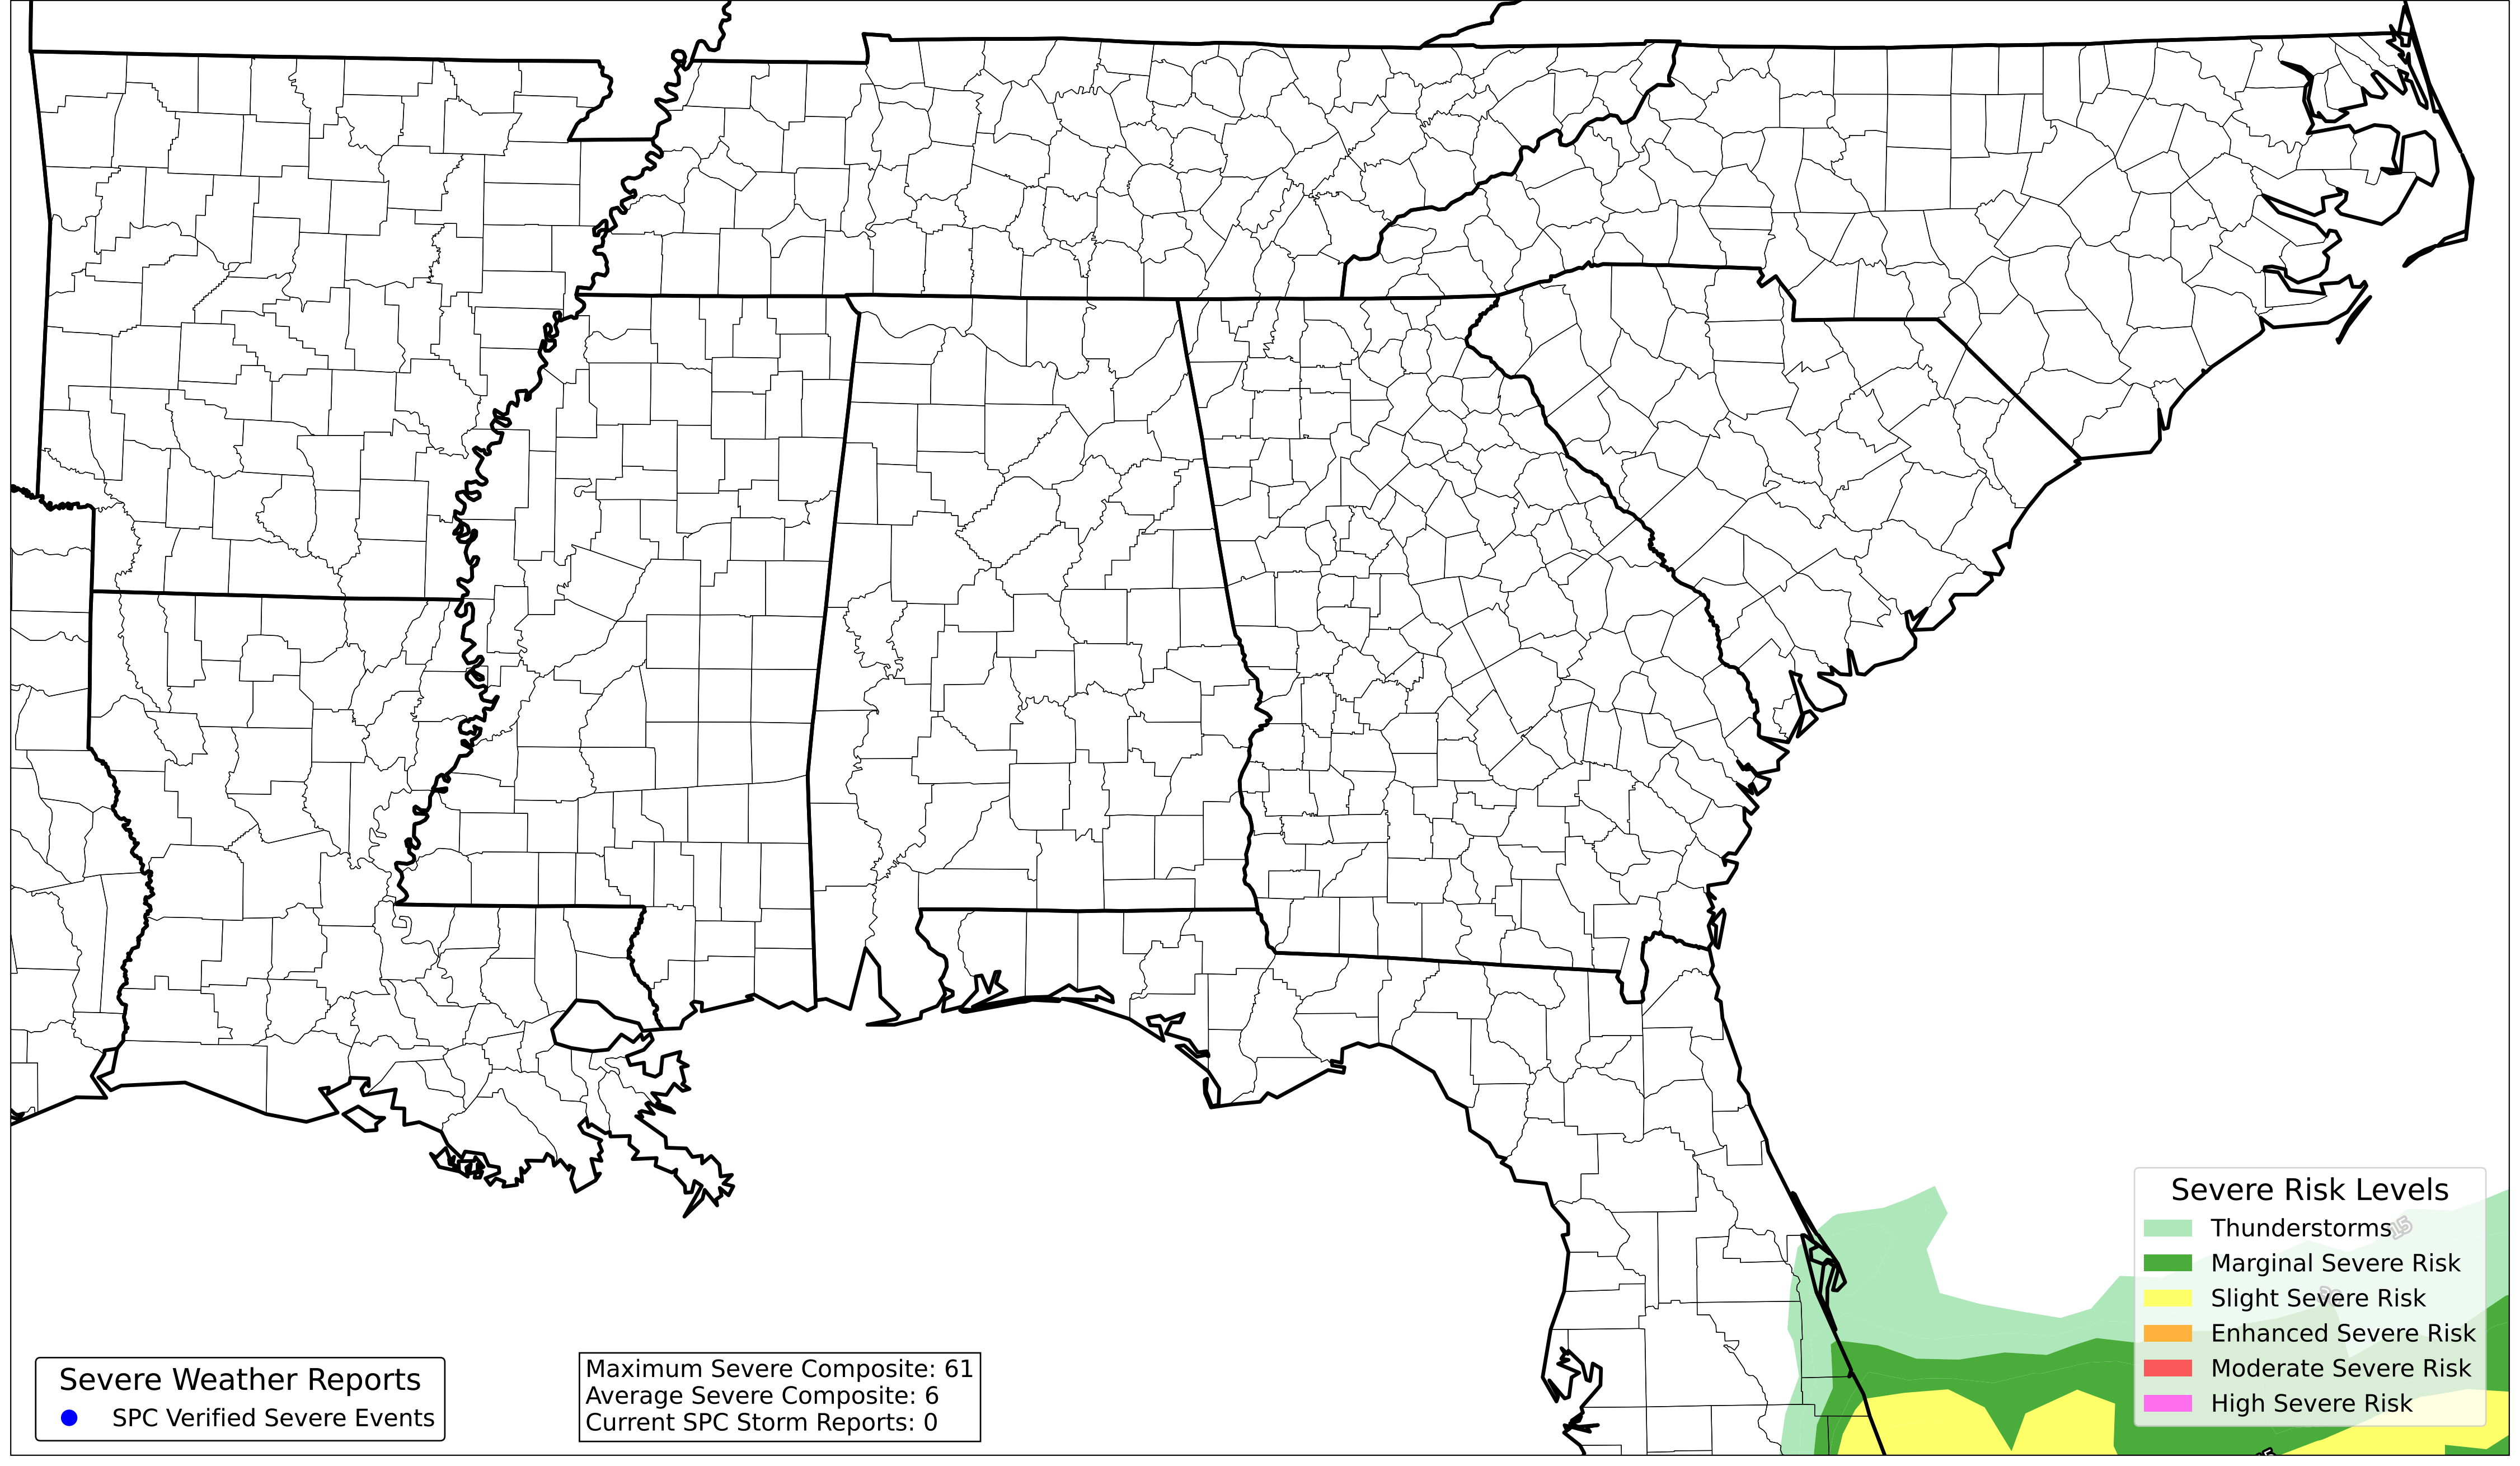 Severe Risk Levels
Thunderstorms
15
Marginal Severe Risk
Slight Severe Risk
Enhanced Severe Risk
Moderate Severe Risk
High Severe Risk
Severe Weather Reports
SPC Verified Severe Events
Maximum Severe Composite: 61
Average Severe Composite: 6
Current SPC Storm Reports: 0